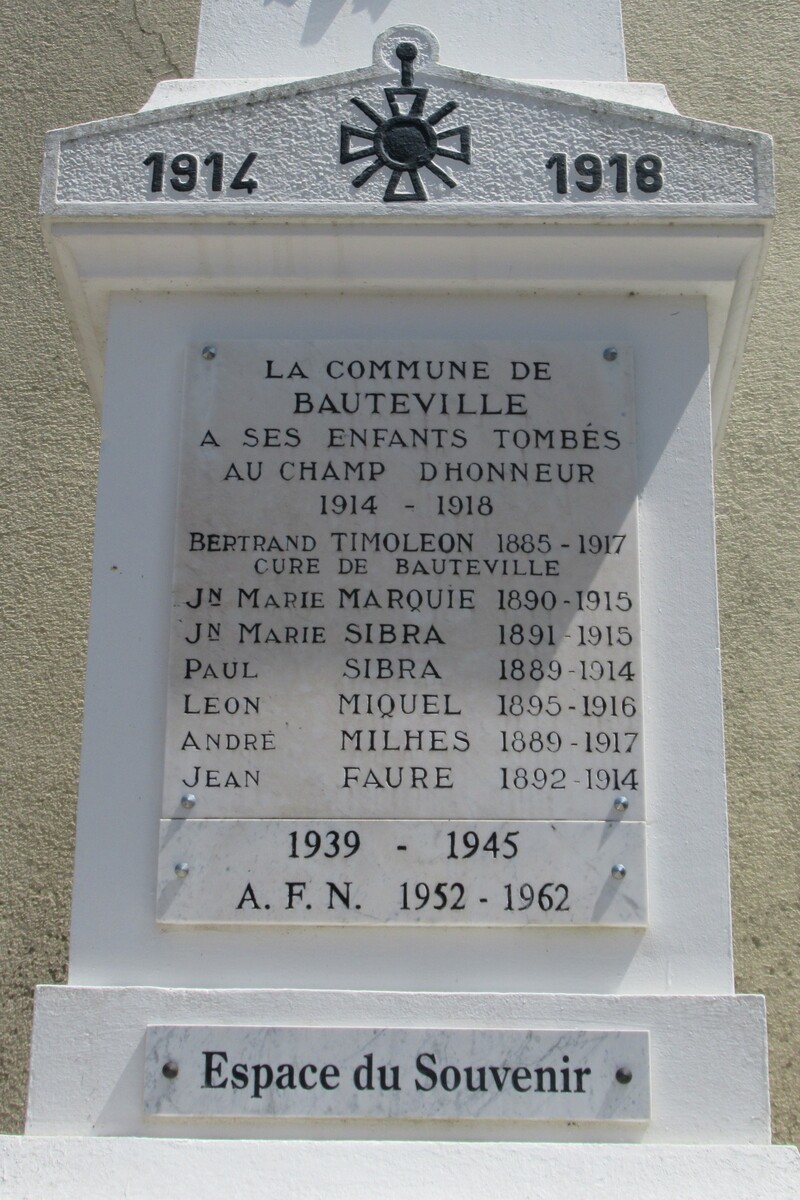 1914 1918
LA COMMUNE DE
BAUTEVILLE
A SES ENFANTS TOMBÉS
AU CHAMP DHONNEUR
1914 - 1918
BERTRAND TIMOLEON 1885 - 1917
CURE DE BAUTEVILLE
JN MARIE MARQUIE 1890 - 1915
JN MARIE SIBRA 1891 - 1915
PAUL SIBRA 1889 - 1914
LEON MIQUEL 1895 - 1916
ANDRÉ MILHES 1889 - 1917
JEAN FAURE 1892 - 1914
1939 - 1945
A. F. N. 1952 - 1962
Espace du Souvenir